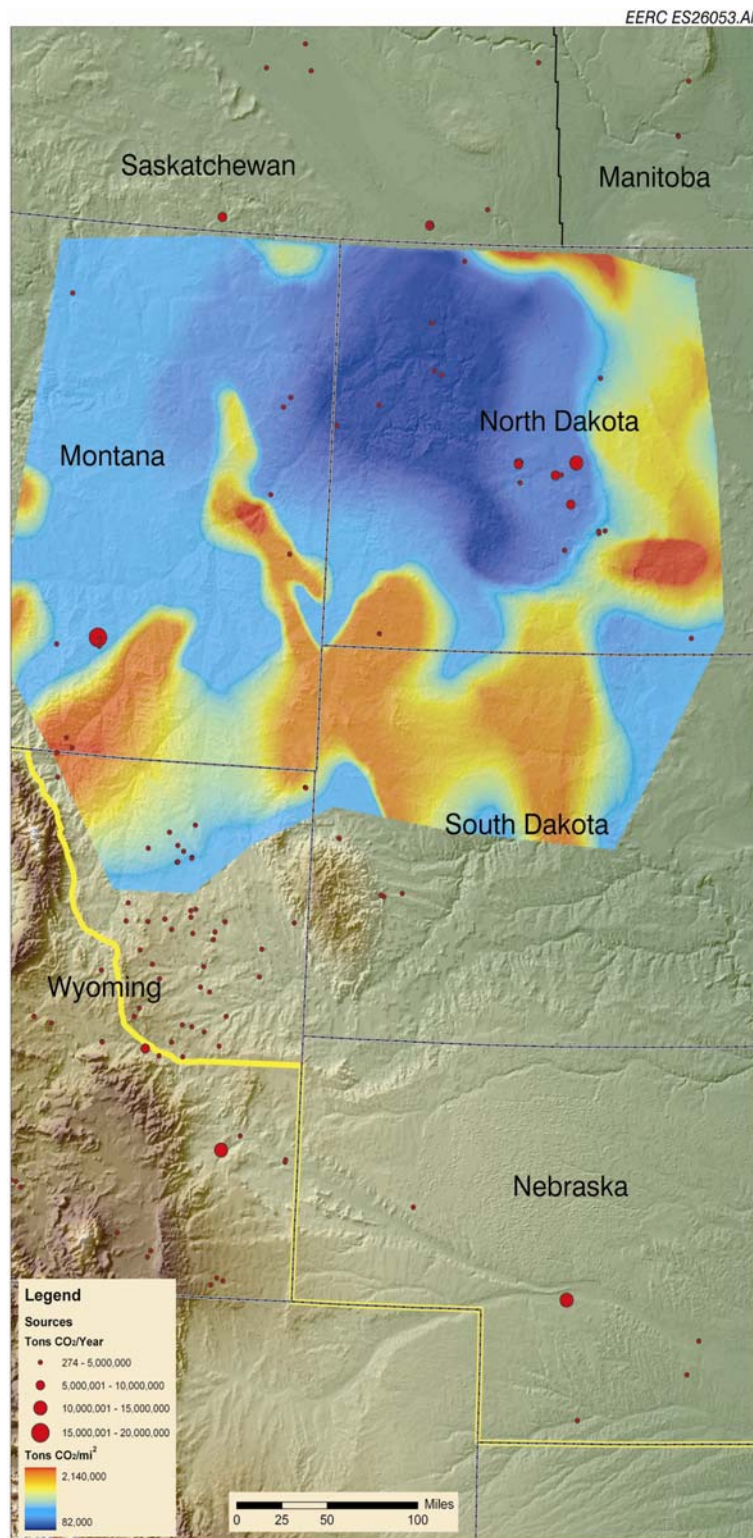 EERC ES26053.AI
Saskatchewan
Manitoba
North Dakota
Montana
South Dakota
Wyoming
Nebraska
Legend
Sources
Tons CO₂/Year
274 - 5,000,000
5,000,001 - 10,000,000
10,000,001 - 15,000,000
15,000,001 - 20,000,000
Tons CO₂/mi²
2,140,000
82,000
Miles
0 25 50 100